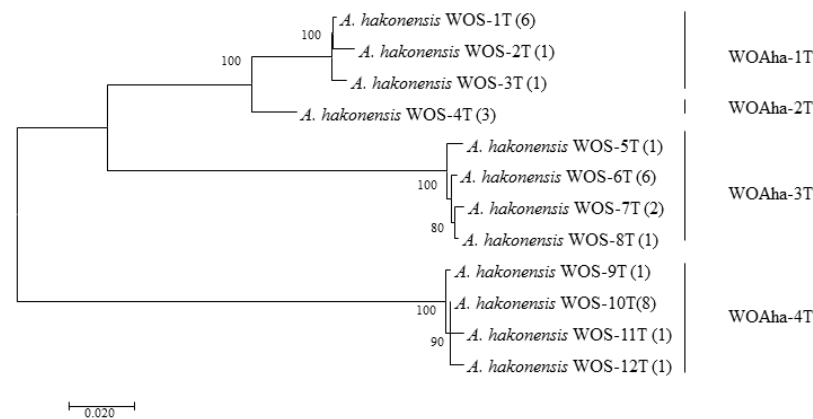 A. hakonensis WOS-1T (6)
100
A. hakonensis WOS-2T (1)
WOAha-1T
100
A. hakonensis WOS-3T (1)
A. hakonensis WOS-4T (3)
WOAha-2T
A. hakonensis WOS-5T (1)
A. hakonensis WOS-6T (6)
100
WOAha-3T
A. hakonensis WOS-7T (2)
80
A. hakonensis WOS-8T (1)
A. hakonensis WOS-9T (1)
A. hakonensis WOS-10T(8)
100
WOAha-4T
A. hakonensis WOS-11T (1)
90
A. hakonensis WOS-12T (1)
0.020